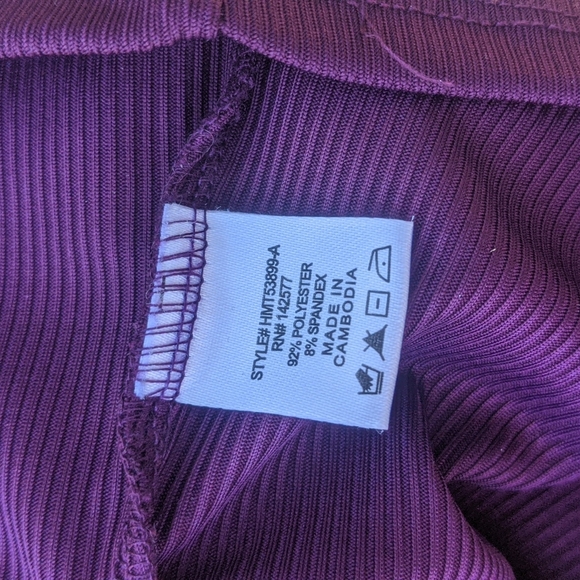 STYLE# HMT53899-A
RN# 142577
92% POLYESTER
8% SPANDEX
MADE IN
CAMBODIA